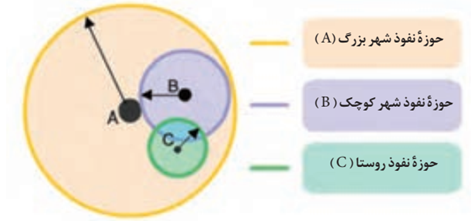 حوزهٔ نفوذ شهر بزرگ (A)
حوزهٔ نفوذ شهر کوچک (B)
حوزهٔ نفوذ روستا (C)
A
B
C